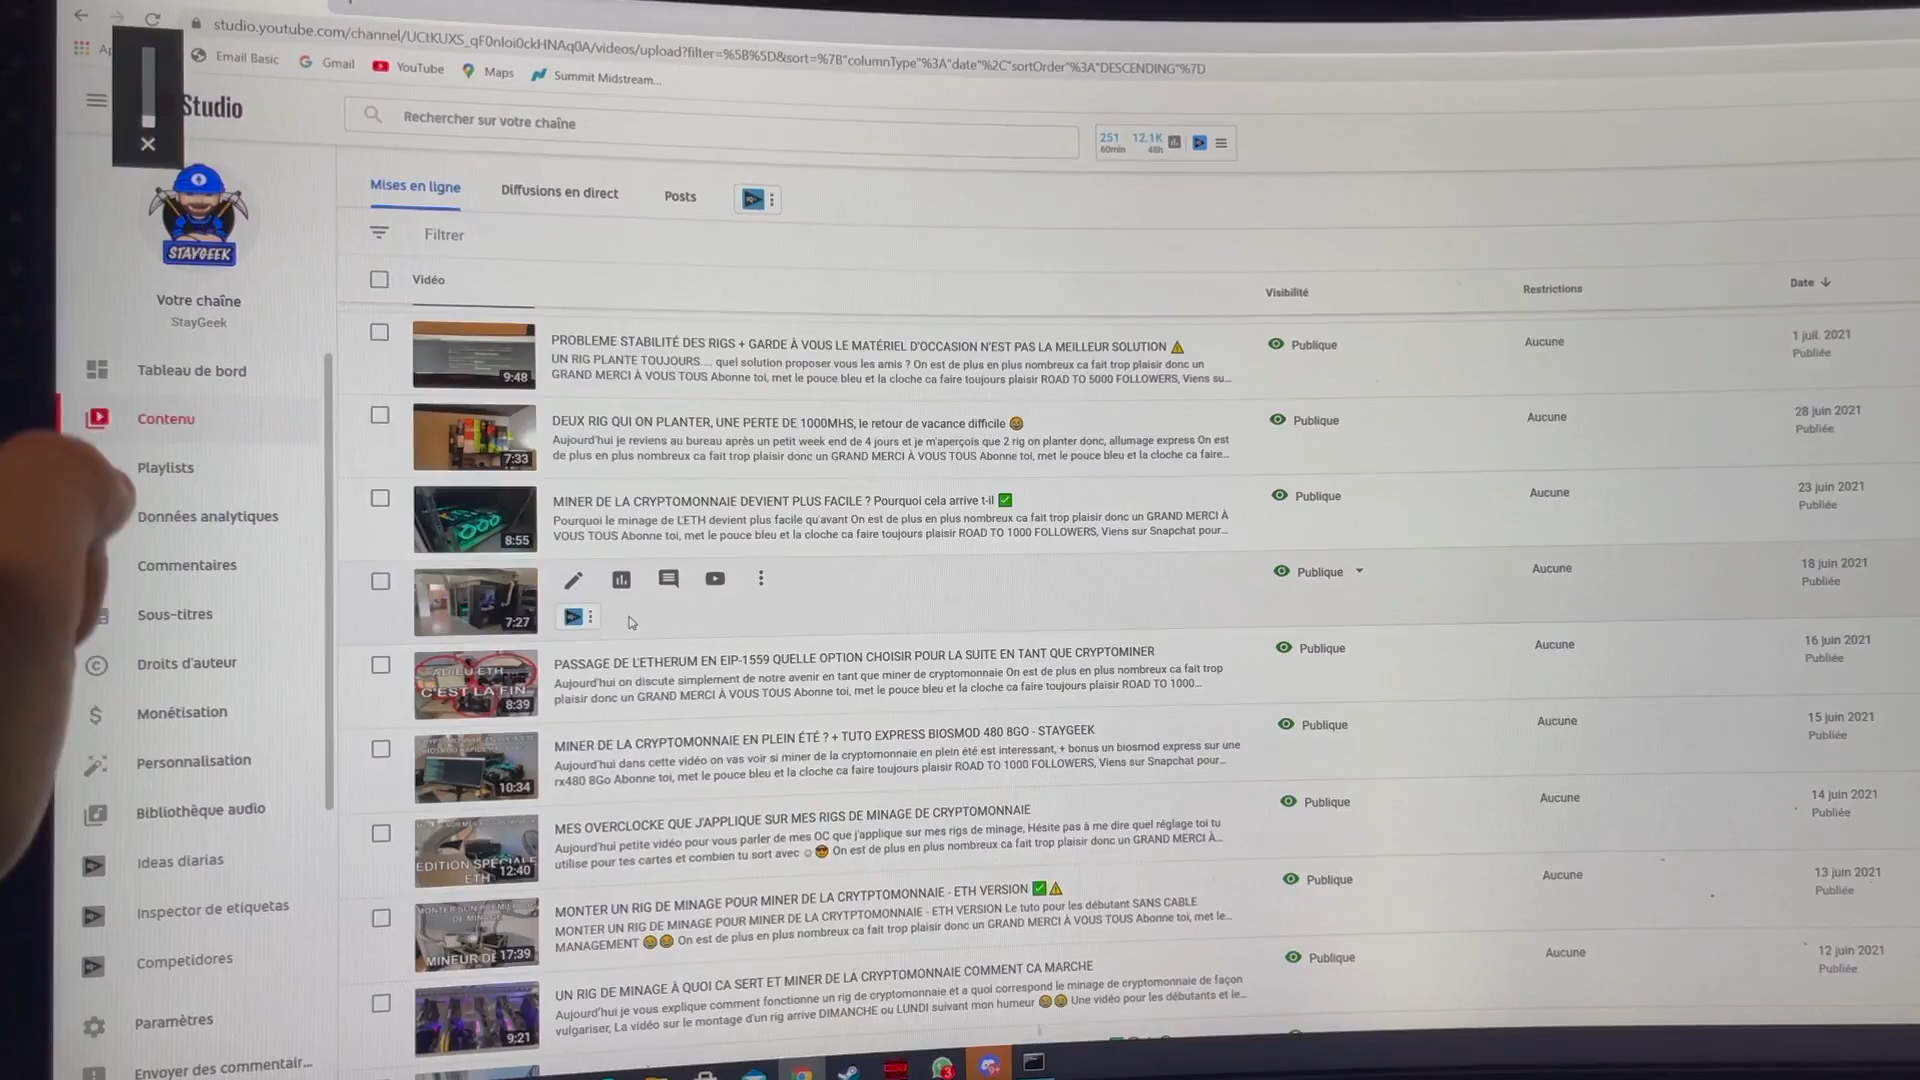 studio.youtube.com/channel/UCtKUXS_qF0nIoi0ckHNAq0A/videos/upload?filter=%5B%5D&sort=%7B"columnType"%3A"date"%2C"sortOrder"%3A"DESCENDING"%7D
Email Basic
Gmail
YouTube
Maps
Summit Midstream...
Studio
Rechercher sur votre chaîne
251
60min
12.1K
48h
STAYGEEK
Votre chaîne
StayGeek
Tableau de bord
Contenu
Playlists
Données analytiques
Commentaires
Sous-titres
Droits d'auteur
Monétisation
Personnalisation
Bibliothèque audio
Ideas diarias
Inspector de etiquetas
Competidores
Paramètres
Envoyer des commentair...
Mises en ligne
Diffusions en direct
Posts
Filtrer
Vidéo
Visibilité
Restrictions
Date
9:48
PROBLEME STABILITÉ DES RIGS + GARDE À VOUS LE MATÉRIEL D'OCCASION N'EST PAS LA MEILLEUR SOLUTION ⚠
UN RIG PLANTE TOUJOURS.... quel solution proposer vous les amis ? On est de plus en plus nombreux ca fait trop plaisir donc un
GRAND MERCI À VOUS TOUS Abonne toi, met le pouce bleu et la cloche ca faire toujours plaisir ROAD TO 5000 FOLLOWERS, Viens su...
Publique
Aucune
1 juil. 2021
Publiée
7:33
DEUX RIG QUI ON PLANTER, UNE PERTE DE 1000MHS, le retour de vacance difficile 😂
Aujourd'hui je reviens au bureau après un petit week end de 4 jours et je m'aperçois que 2 rig on planter donc, allumage express On est
de plus en plus nombreux ca fait trop plaisir donc un GRAND MERCI À VOUS TOUS Abonne toi, met le pouce bleu et la cloche ca faire...
Publique
Aucune
28 juin 2021
Publiée
8:55
MINER DE LA CRYPTOMONNAIE DEVIENT PLUS FACILE ? Pourquoi cela arrive t-il ✅
Pourquoi le minage de L'ETH devient plus facile qu'avant On est de plus en plus nombreux ca fait trop plaisir donc un GRAND MERCI À
VOUS TOUS Abonne toi, met le pouce bleu et la cloche ca faire toujours plaisir ROAD TO 1000 FOLLOWERS, Viens sur Snapchat pour...
Publique
Aucune
23 juin 2021
Publiée
7:27
Publique
Aucune
18 juin 2021
Publiée
ADIEU ETH
C'EST LA FIN
8:39
PASSAGE DE L'ETHERUM EN EIP-1559 QUELLE OPTION CHOISIR POUR LA SUITE EN TANT QUE CRYPTOMINER
Aujourd'hui on discute simplement de notre avenir en tant que miner de cryptomonnaie On est de plus en plus nombreux ca fait trop
plaisir donc un GRAND MERCI À VOUS TOUS Abonne toi, met le pouce bleu et la cloche ca faire toujours plaisir ROAD TO 1000...
Publique
Aucune
16 juin 2021
Publiée
10:34
MINER DE LA CRYPTOMONNAIE EN PLEIN ÉTÉ ? + TUTO EXPRESS BIOSMOD 480 8GO - STAYGEEK
Aujourd'hui dans cette vidéo on vas voir si miner de la cryptomonnaie en plein été est interessant, + bonus un biosmod express sur une
rx480 8Go Abonne toi, met le pouce bleu et la cloche ca faire toujours plaisir ROAD TO 1000 FOLLOWERS, Viens sur Snapchat pour...
Publique
Aucune
15 juin 2021
Publiée
EDITION SPÉCIALE
ETH
12:40
MES OVERCLOCKE QUE J'APPLIQUE SUR MES RIGS DE MINAGE DE CRYPTOMONNAIE
Aujourd'hui petite vidéo pour vous parler de mes OC que j'applique sur mes rigs de minage, Hésite pas à me dire quel réglage toi tu
utilise pour tes cartes et combien tu sort avec ☺😎 On est de plus en plus nombreux ca fait trop plaisir donc un GRAND MERCI À...
Publique
Aucune
14 juin 2021
Publiée
MONTER SON PREMIER
DE MINAGE
MINEUR DE
17:39
MONTER UN RIG DE MINAGE POUR MINER DE LA CRYTPTOMONNAIE - ETH VERSION ✅⚠
MONTER UN RIG DE MINAGE POUR MINER DE LA CRYTPTOMONNAIE - ETH VERSION Le tuto pour les débutant SANS CABLE
MANAGEMENT 😂😂 On est de plus en plus nombreux ca fait trop plaisir donc un GRAND MERCI À VOUS TOUS Abonne toi, met le...
Publique
Aucune
13 juin 2021
Publiée
9:21
UN RIG DE MINAGE À QUOI CA SERT ET MINER DE LA CRYPTOMONNAIE COMMENT CA MARCHE
Aujourd'hui je vous explique comment fonctionne un rig de cryptomonnaie et a quoi correspond le minage de cryptomonnaie de façon
vulgariser, La vidéo sur le montage d'un rig arrive DIMANCHE ou LUNDI suivant mon humeur 😂😂 Une vidéo pour les débutants et le...
Publique
Aucune
12 juin 2021
Publiée